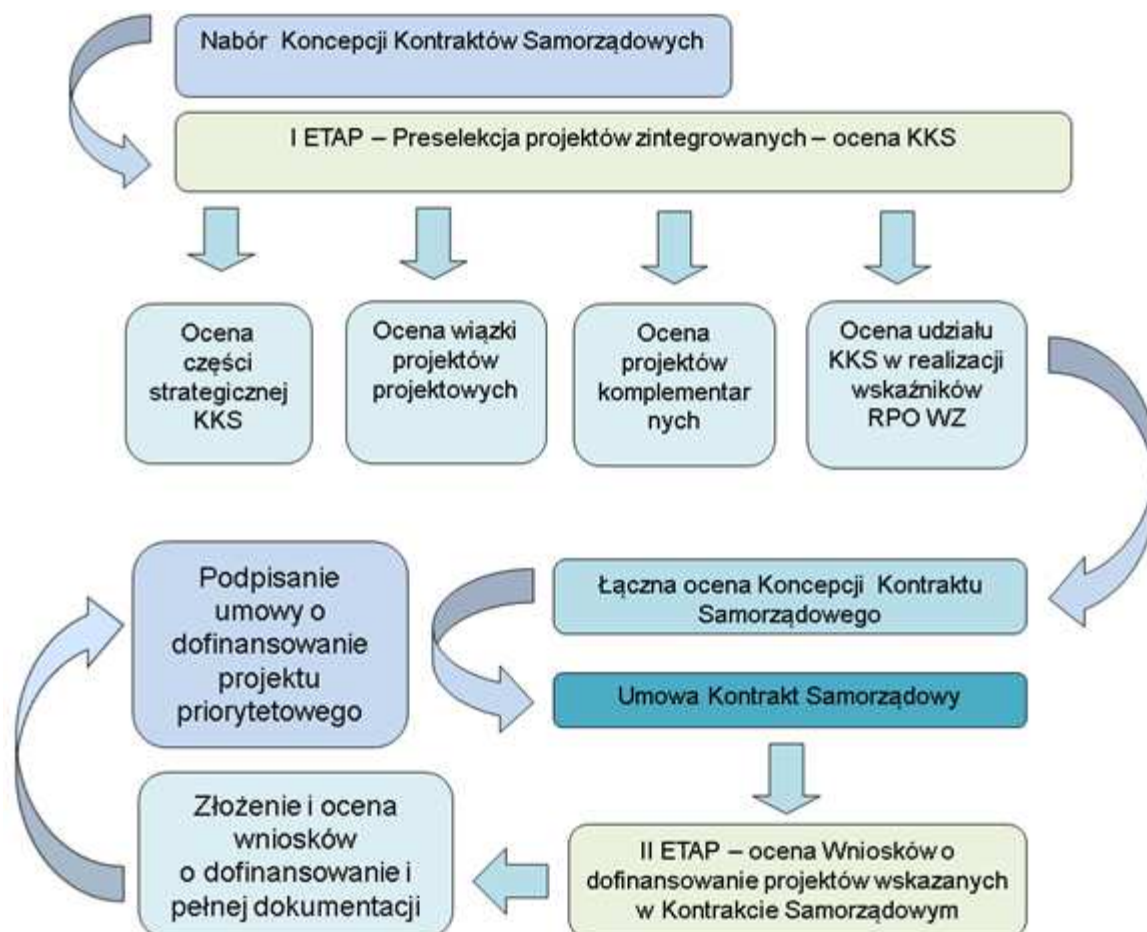 Nabór Koncepcji Kontraktów Samorządowych
I ETAP – Preselekcja projektów zintegrowanych – ocena KKS
Ocena
części
strategicznej
KKS
Ocena wiązki
projektów
projektowych
Ocena
projektów
komplementar
nych
Ocena udziału
KKS w realizacji
wskaźników
RPO WZ
Łączna ocena Koncepcji Kontraktu
Samorządowego
Umowa Kontrakt Samorządowy
II ETAP – ocena Wniosków o
dofinansowanie projektów wskazanych
w Kontrakcie Samorządowym
Złożenie i ocena
wniosków
o dofinansowanie i
pełnej dokumentacji
Podpisanie
umowy o
dofinansowanie
projektu
priorytetowego